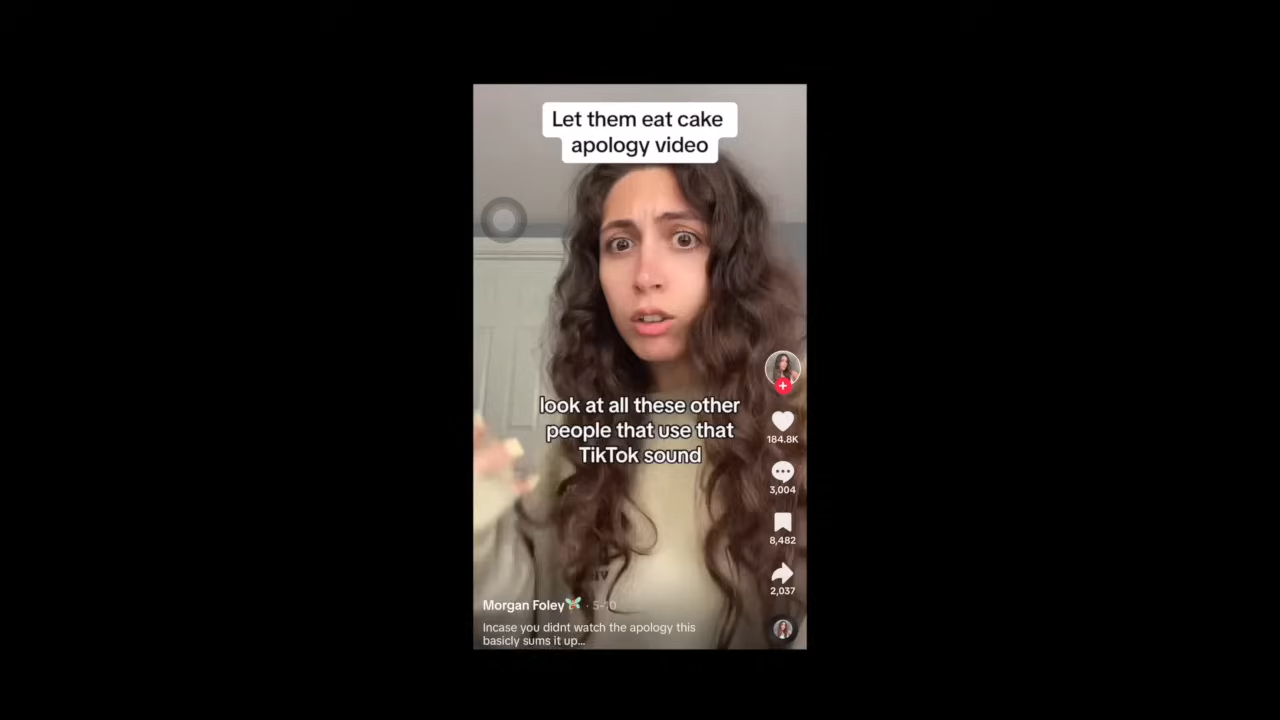 Let them eat cake
apology video
look at all these other
people that use that
TikTok sound
184.8K
3,004
8,482
2,037
Morgan Foley · 5-10
Incase you didnt watch the apology this
basicly sums it up...